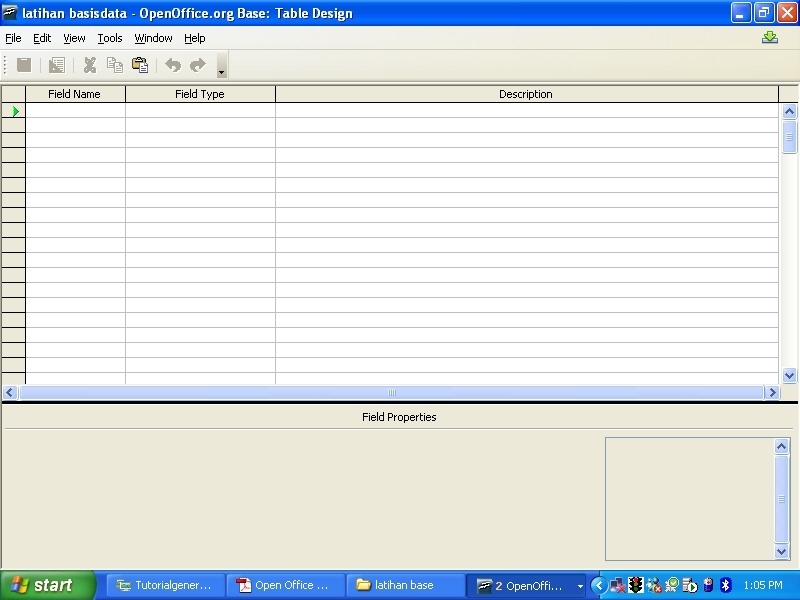 latihan basisdata - OpenOffice.org Base: Table Design
File Edit View Tools Window Help
Field Name Field Type Description
Field Properties
start Tutorialgener... Open Office ... latihan base 2 OpenOffi... 1:05 PM